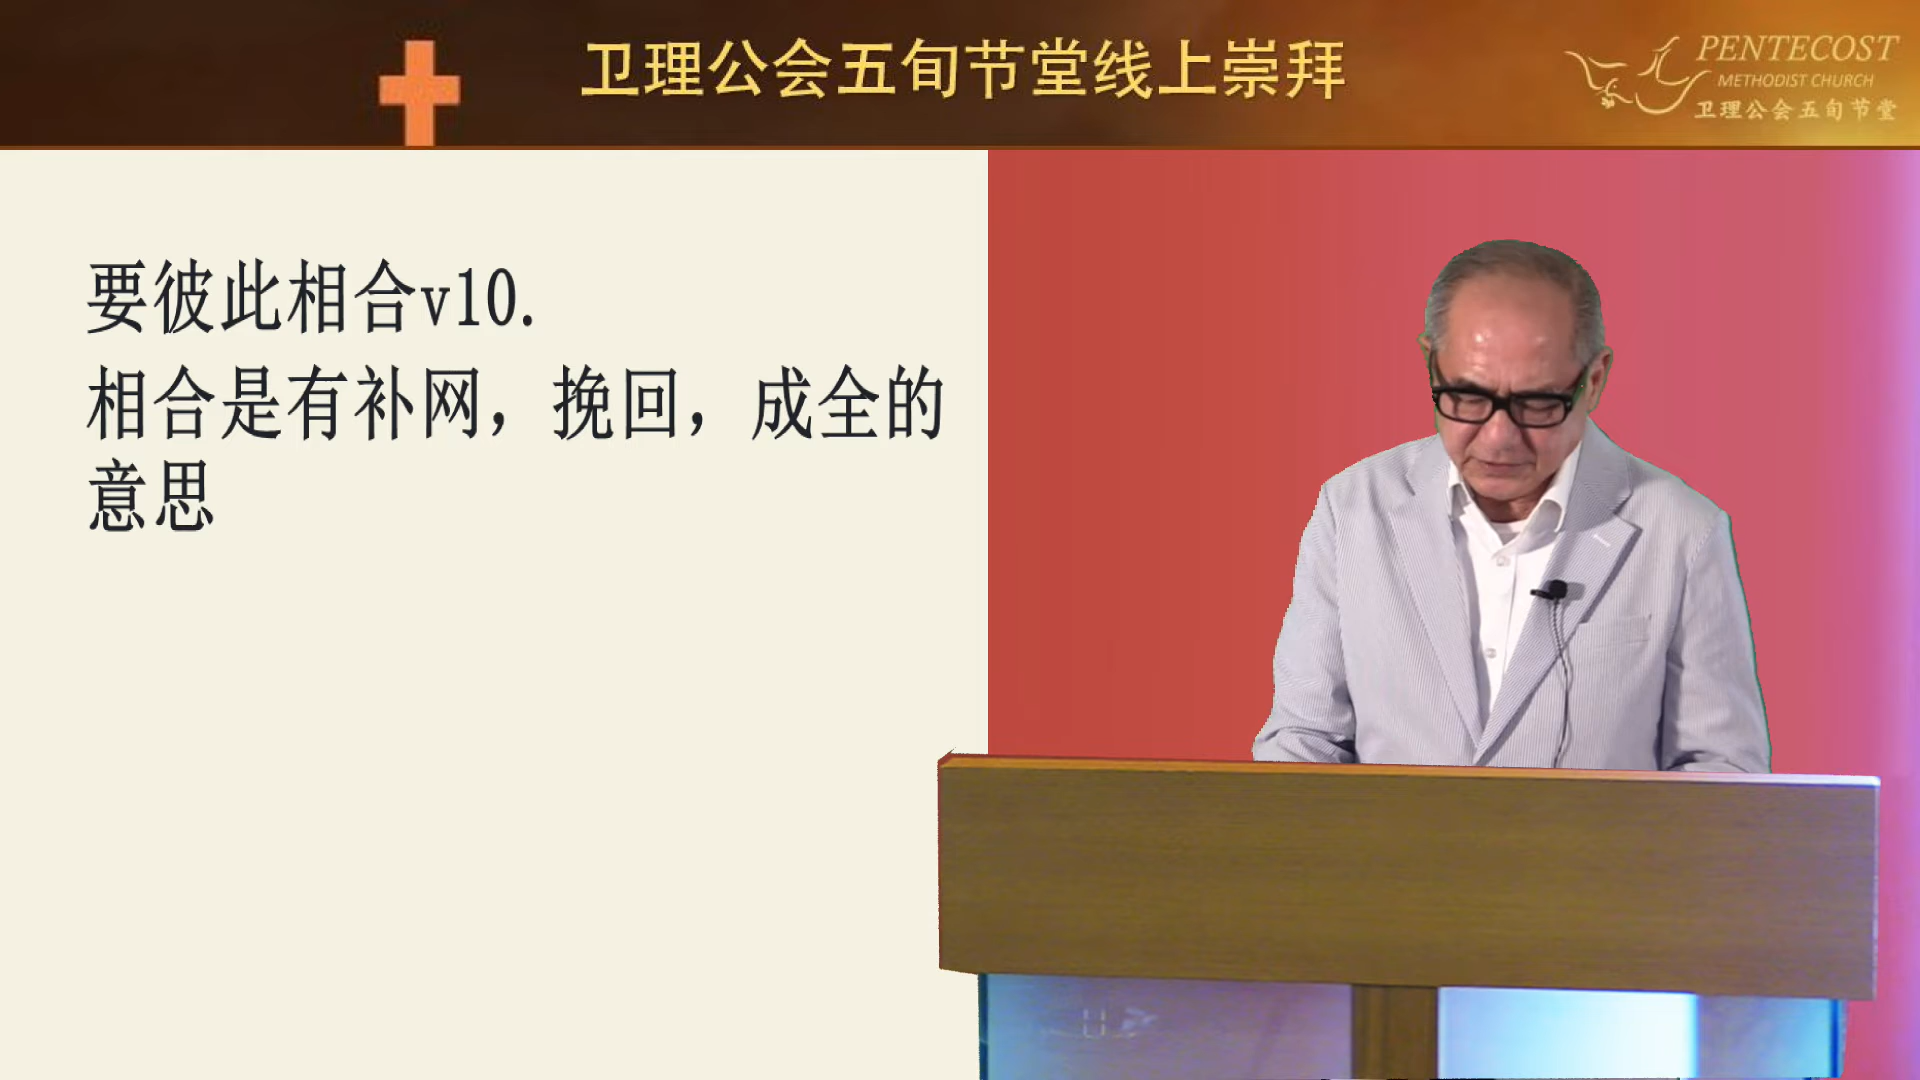 卫理公会五旬节堂线上崇拜
PENTECOST
METHODIST CHURCH
卫理公会五旬节堂
要彼此相合v10.
相合是有补网，挽回，成全的
意思